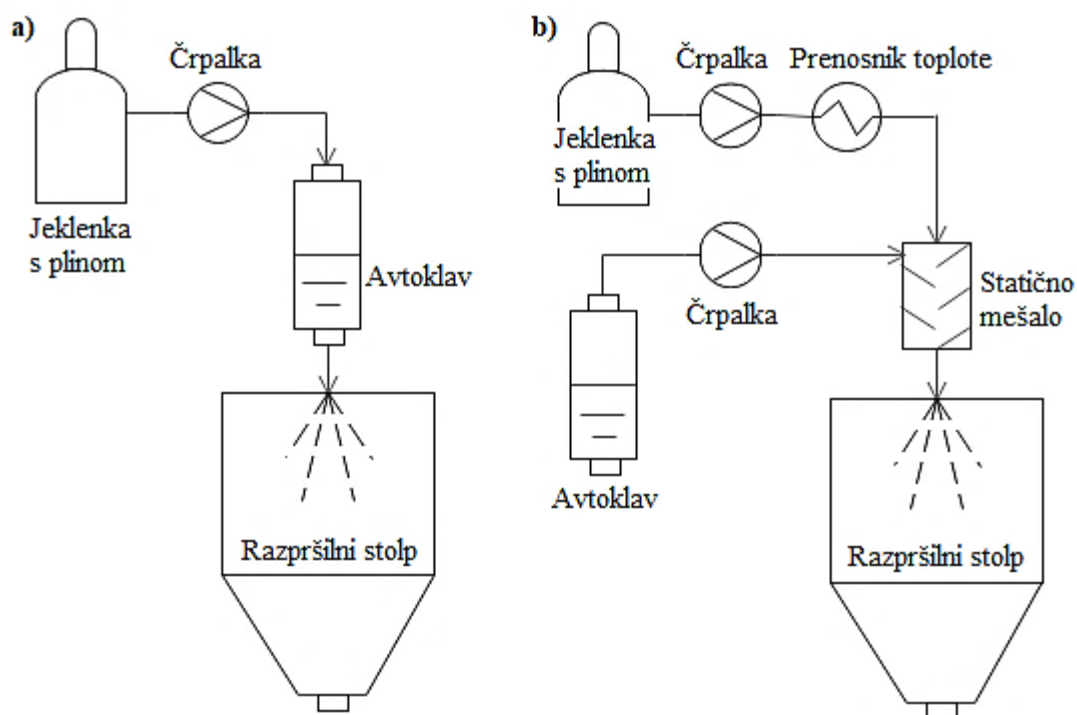 a)
Črpalka
Jeklenka
s plinom
Avtoklav
Razpršilni stolp
b)
Črpalka
Prenosnik toplote
Jeklenka
s plinom
Črpalka
Statično
mešalo
Avtoklav
Razpršilni stolp